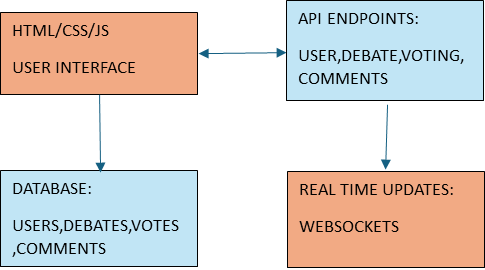 HTML/CSS/JS
USER INTERFACE
API ENDPOINTS:
USER,DEBATE,VOTING,
COMMENTS
DATABASE:
USERS,DEBATES,VOTES
,COMMENTS
REAL TIME UPDATES:
WEBSOCKETS